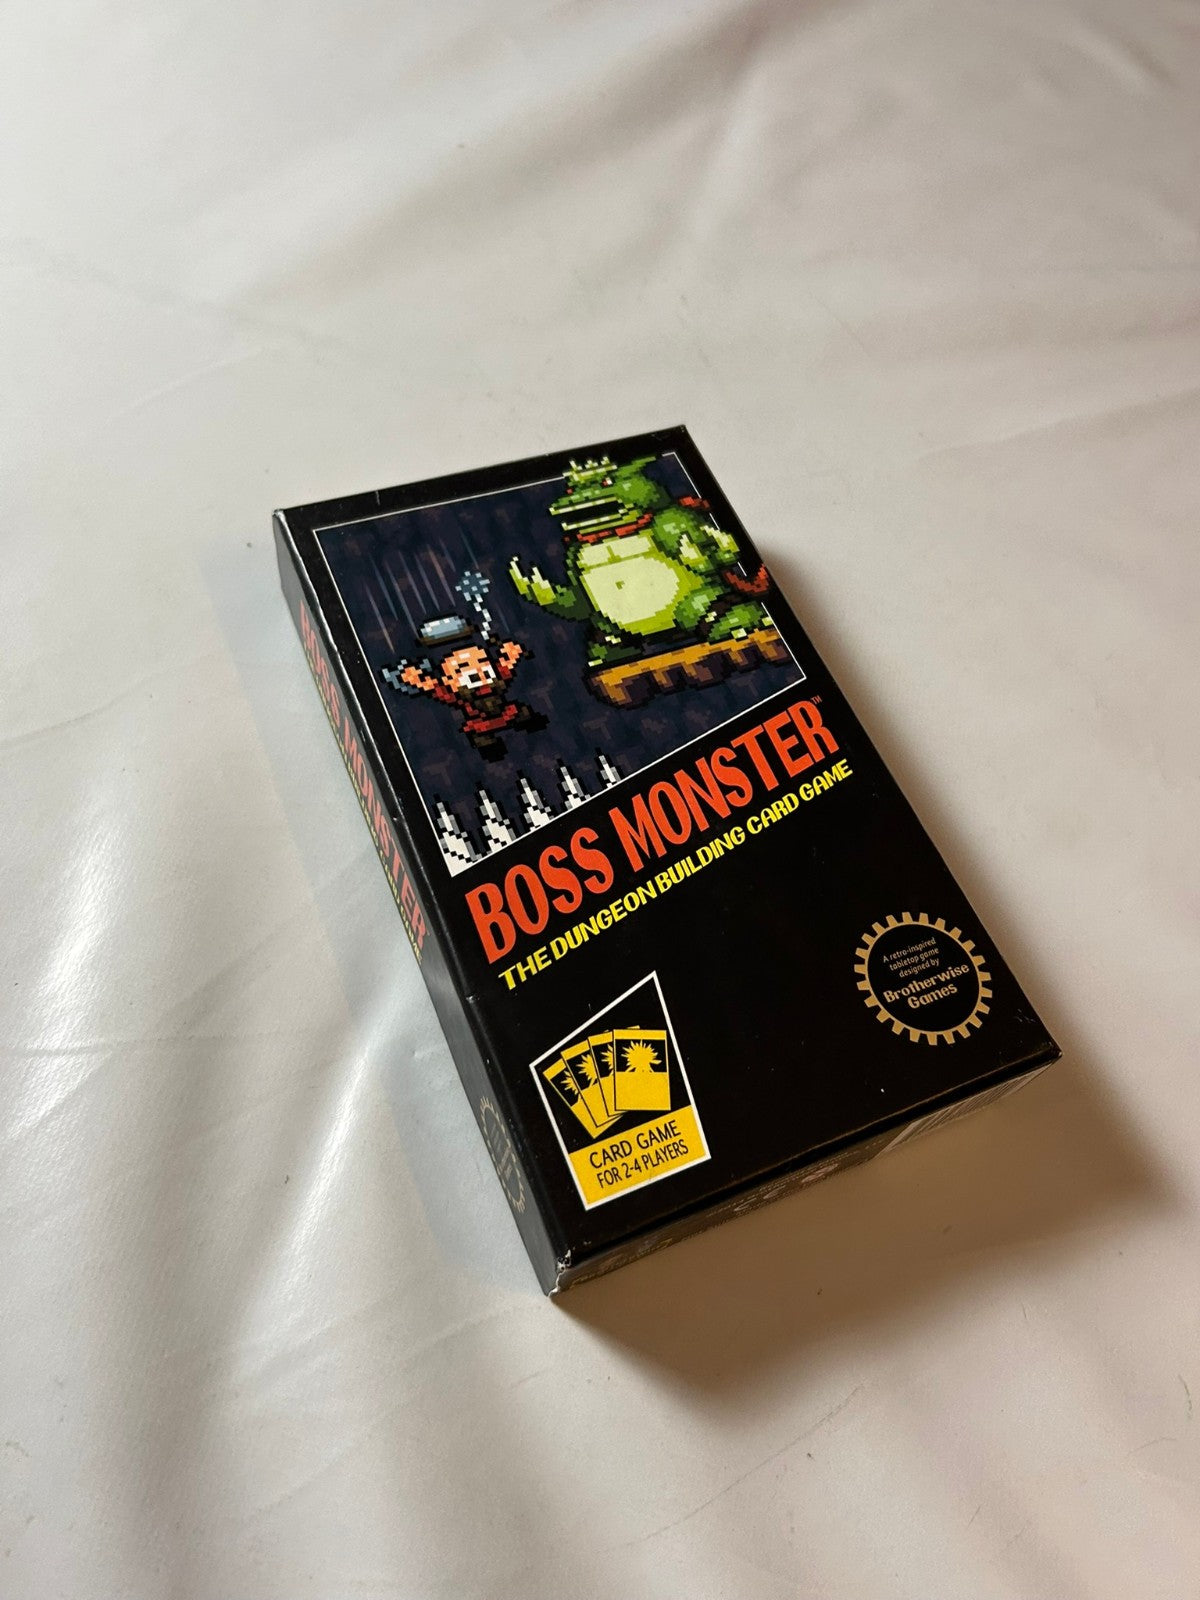 BOSS MONSTER™
THE DUNGEON BUILDING CARD GAME
A retro-inspired
tabletop game
designed by
Brotherwise
Games
CARD GAME
FOR 2-4 PLAYERS
BOSS MONSTER